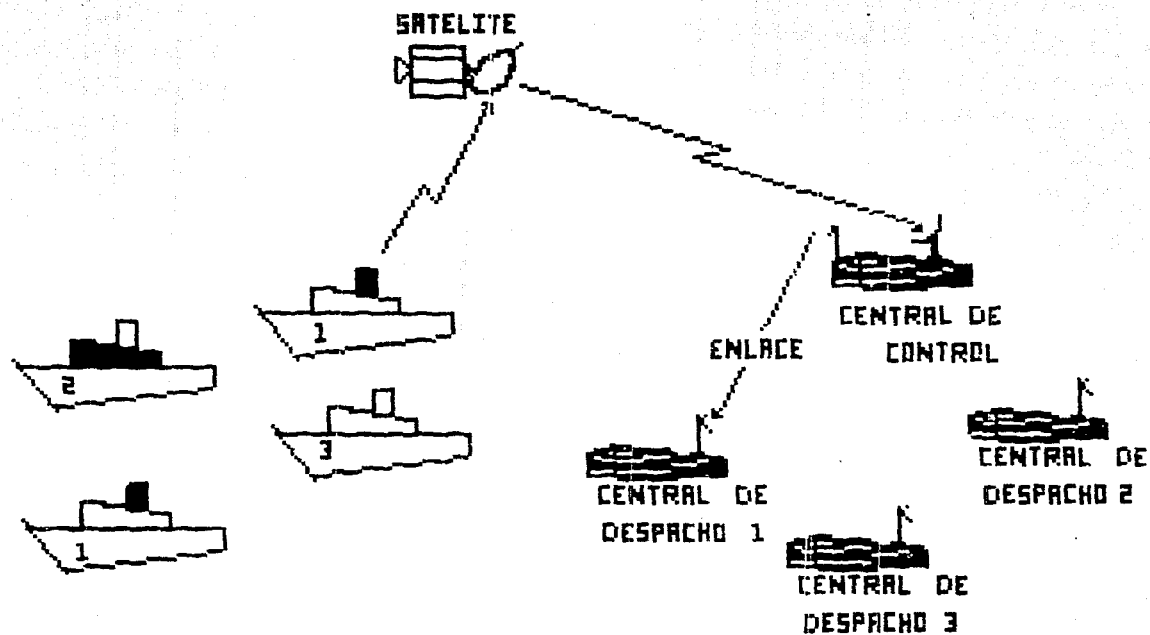 SATELITE
1
2
3
1
CENTRAL DE
CONTROL
ENLACE
CENTRAL DE
DESPACHO 1
CENTRAL DE
DESPACHO 2
CENTRAL DE
DESPACHO 3